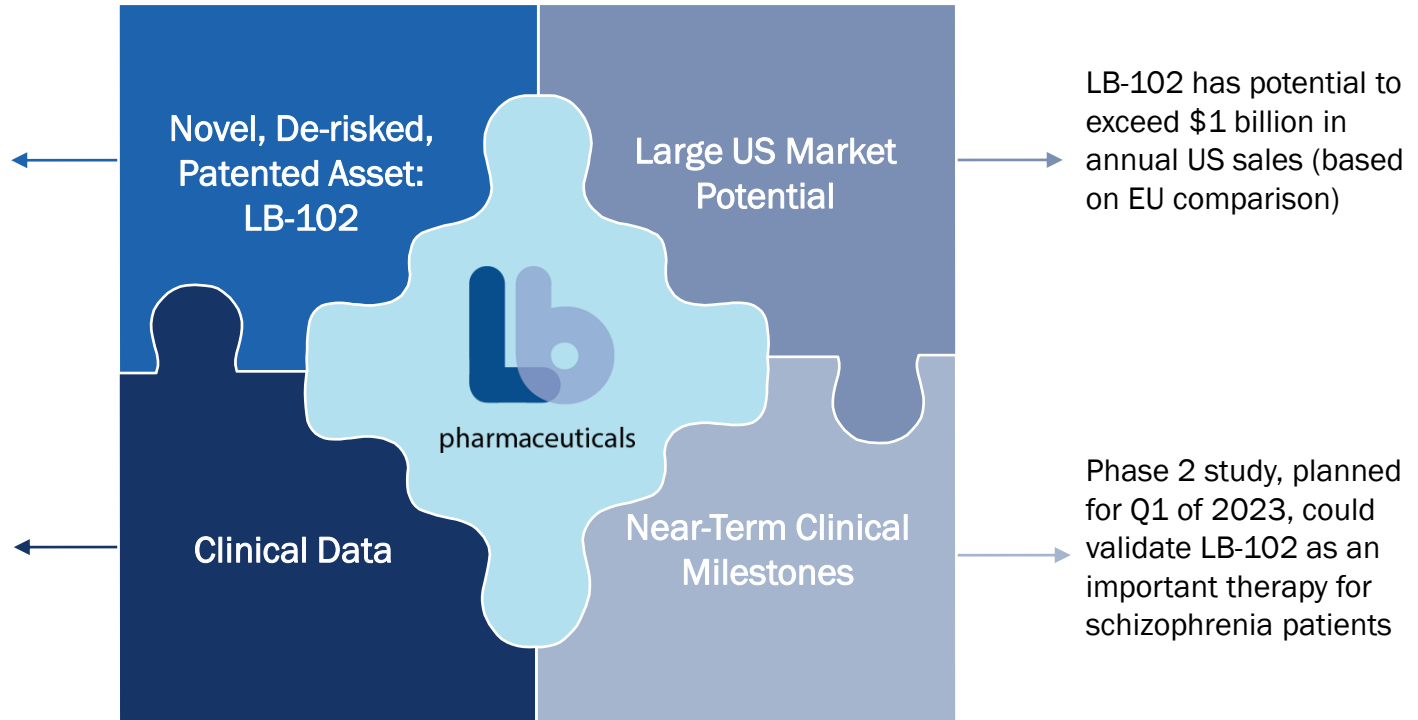 Novel, De-risked,
Patented Asset:
LB-102
Large US Market
Potential
LB-102 has potential to
exceed $1 billion in
annual US sales (based
on EU comparison)
Lb
pharmaceuticals
Clinical Data
Near-Term Clinical
Milestones
Phase 2 study, planned
for Q1 of 2023, could
validate LB-102 as an
important therapy for
schizophrenia patients